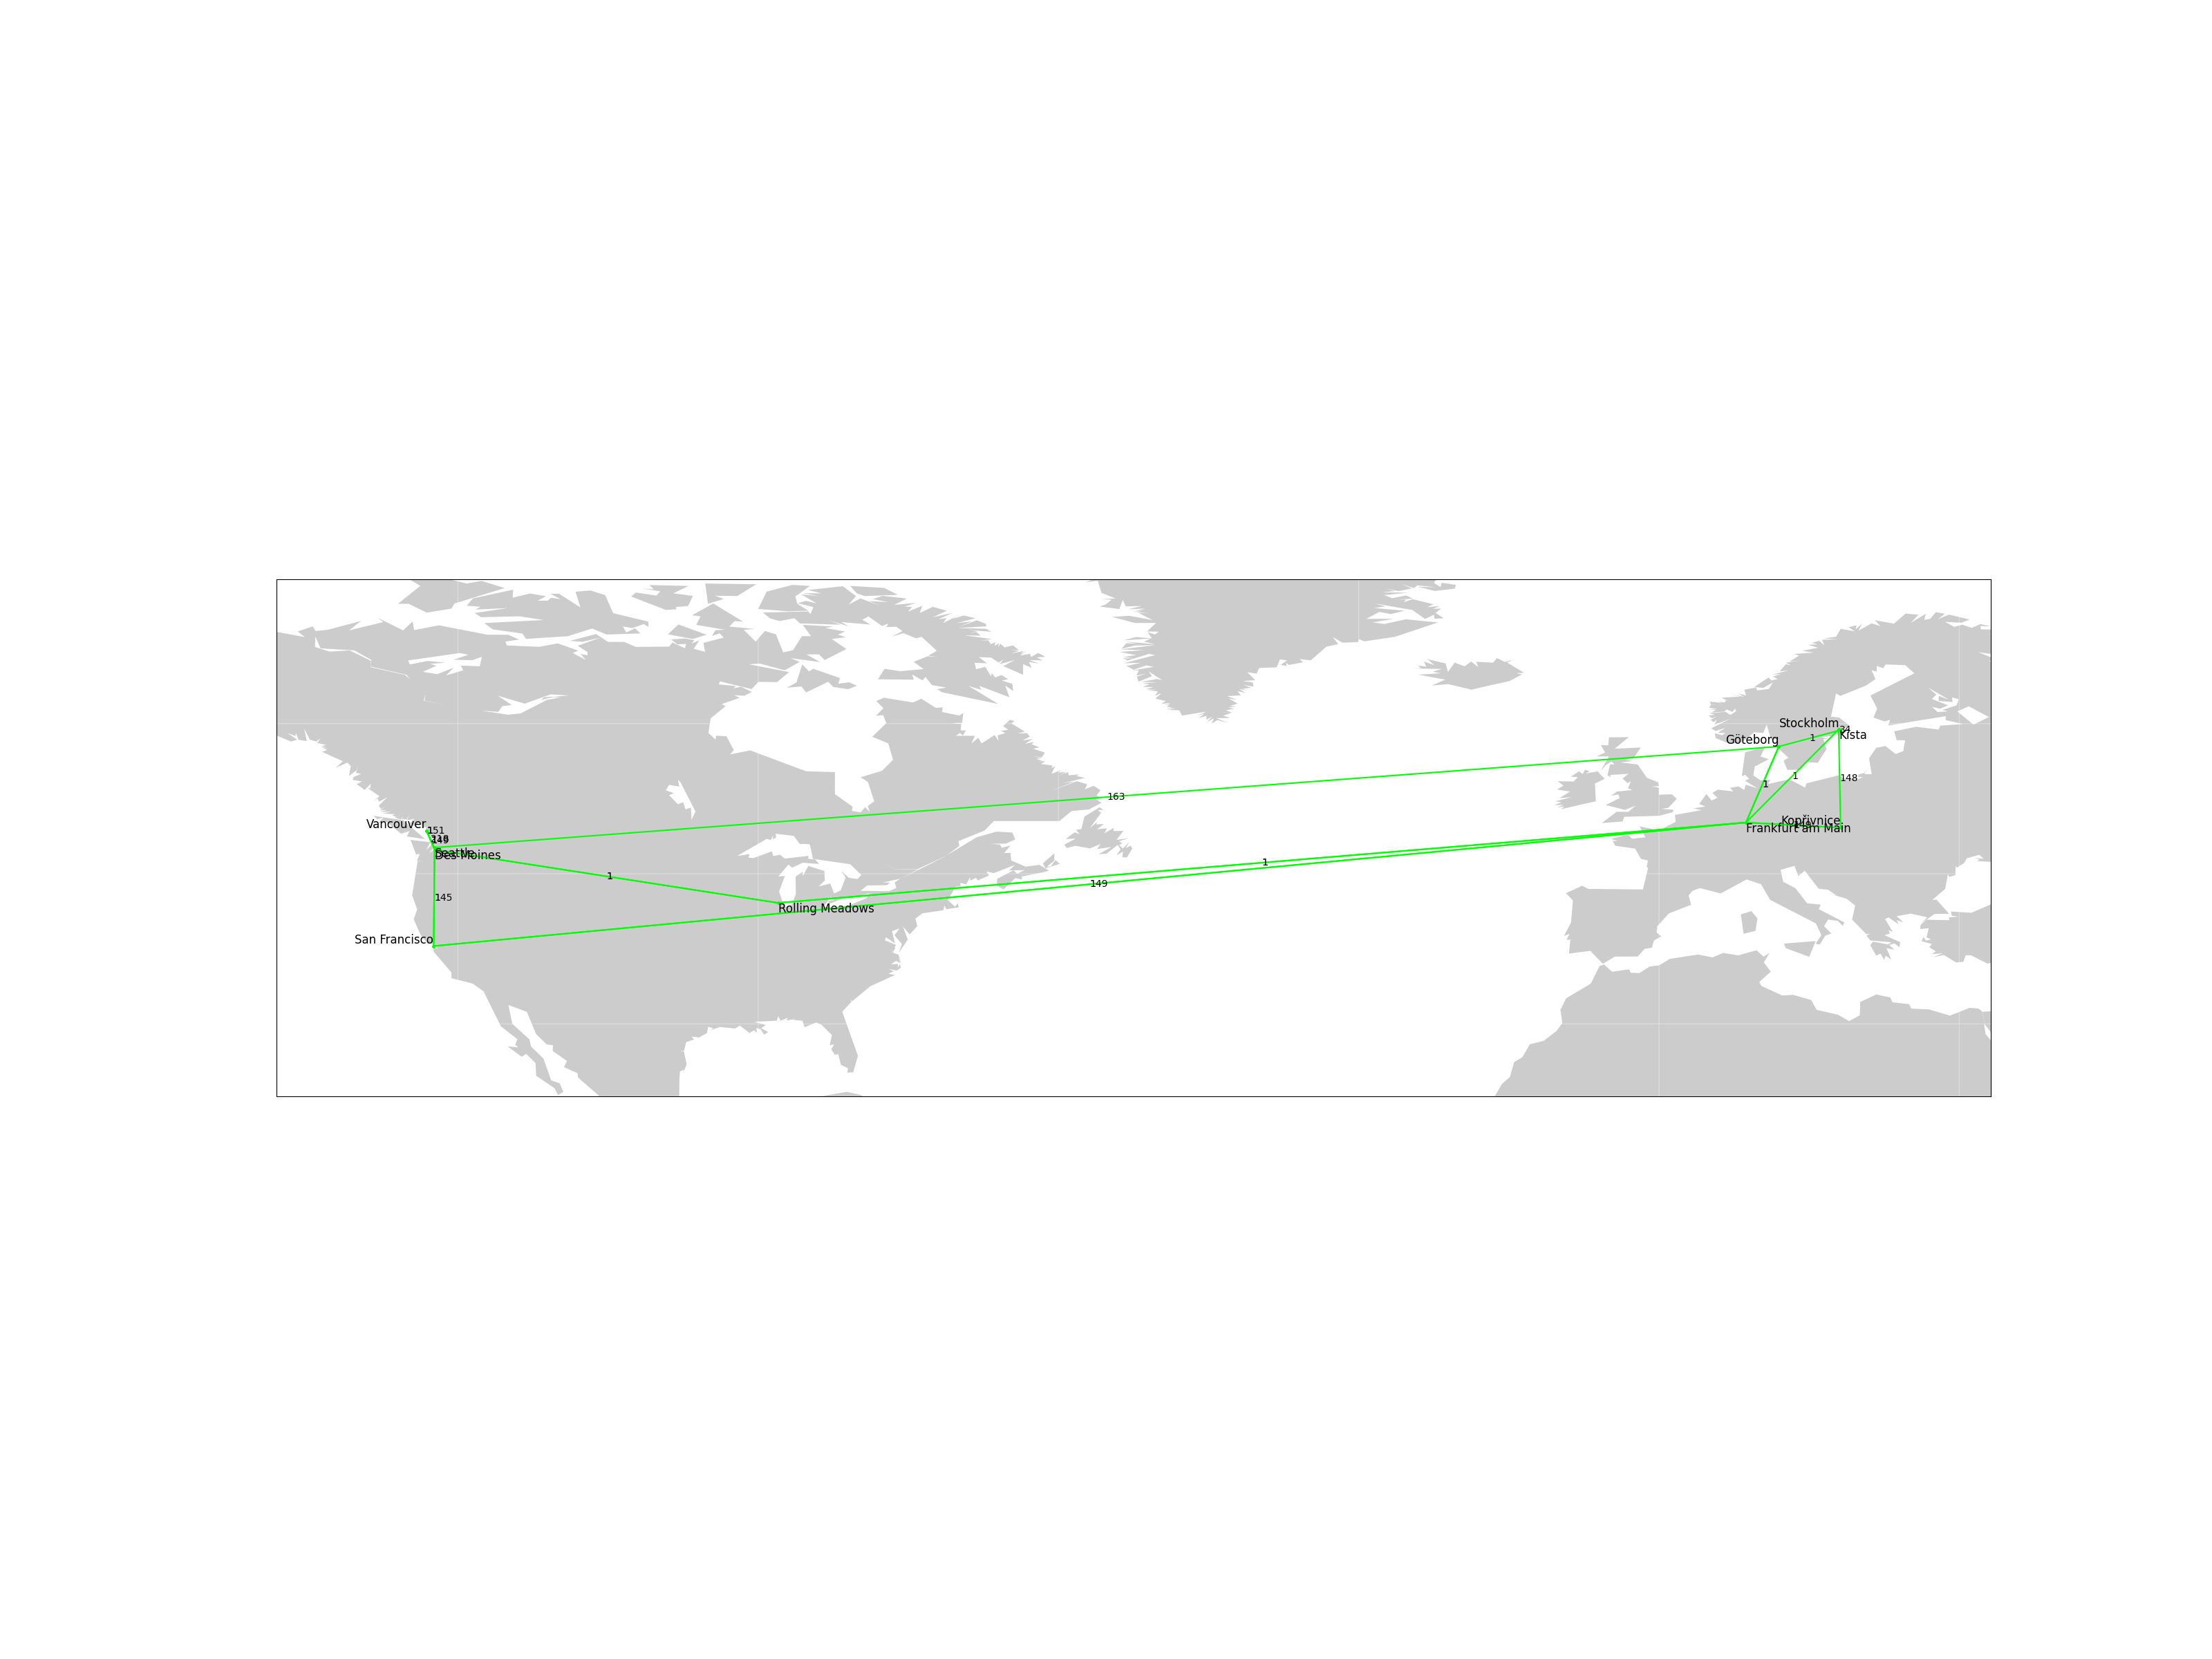 Stockholm
Kista
Göteborg
1
1
148
1
163
Vancouver
151
Kopřivnice
Frankfurt am Main
Seattle
Des Moines
1
1
149
145
Rolling Meadows
San Francisco